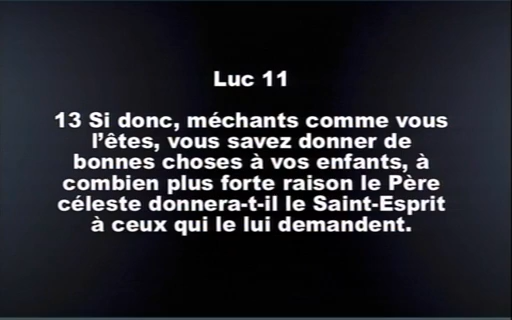 Luc 11
13 Si donc, méchants comme vous
l’êtes, vous savez donner de
bonnes choses à vos enfants, à
combien plus forte raison le Père
céleste donnera-t-il le Saint-Esprit
à ceux qui le lui demandent.